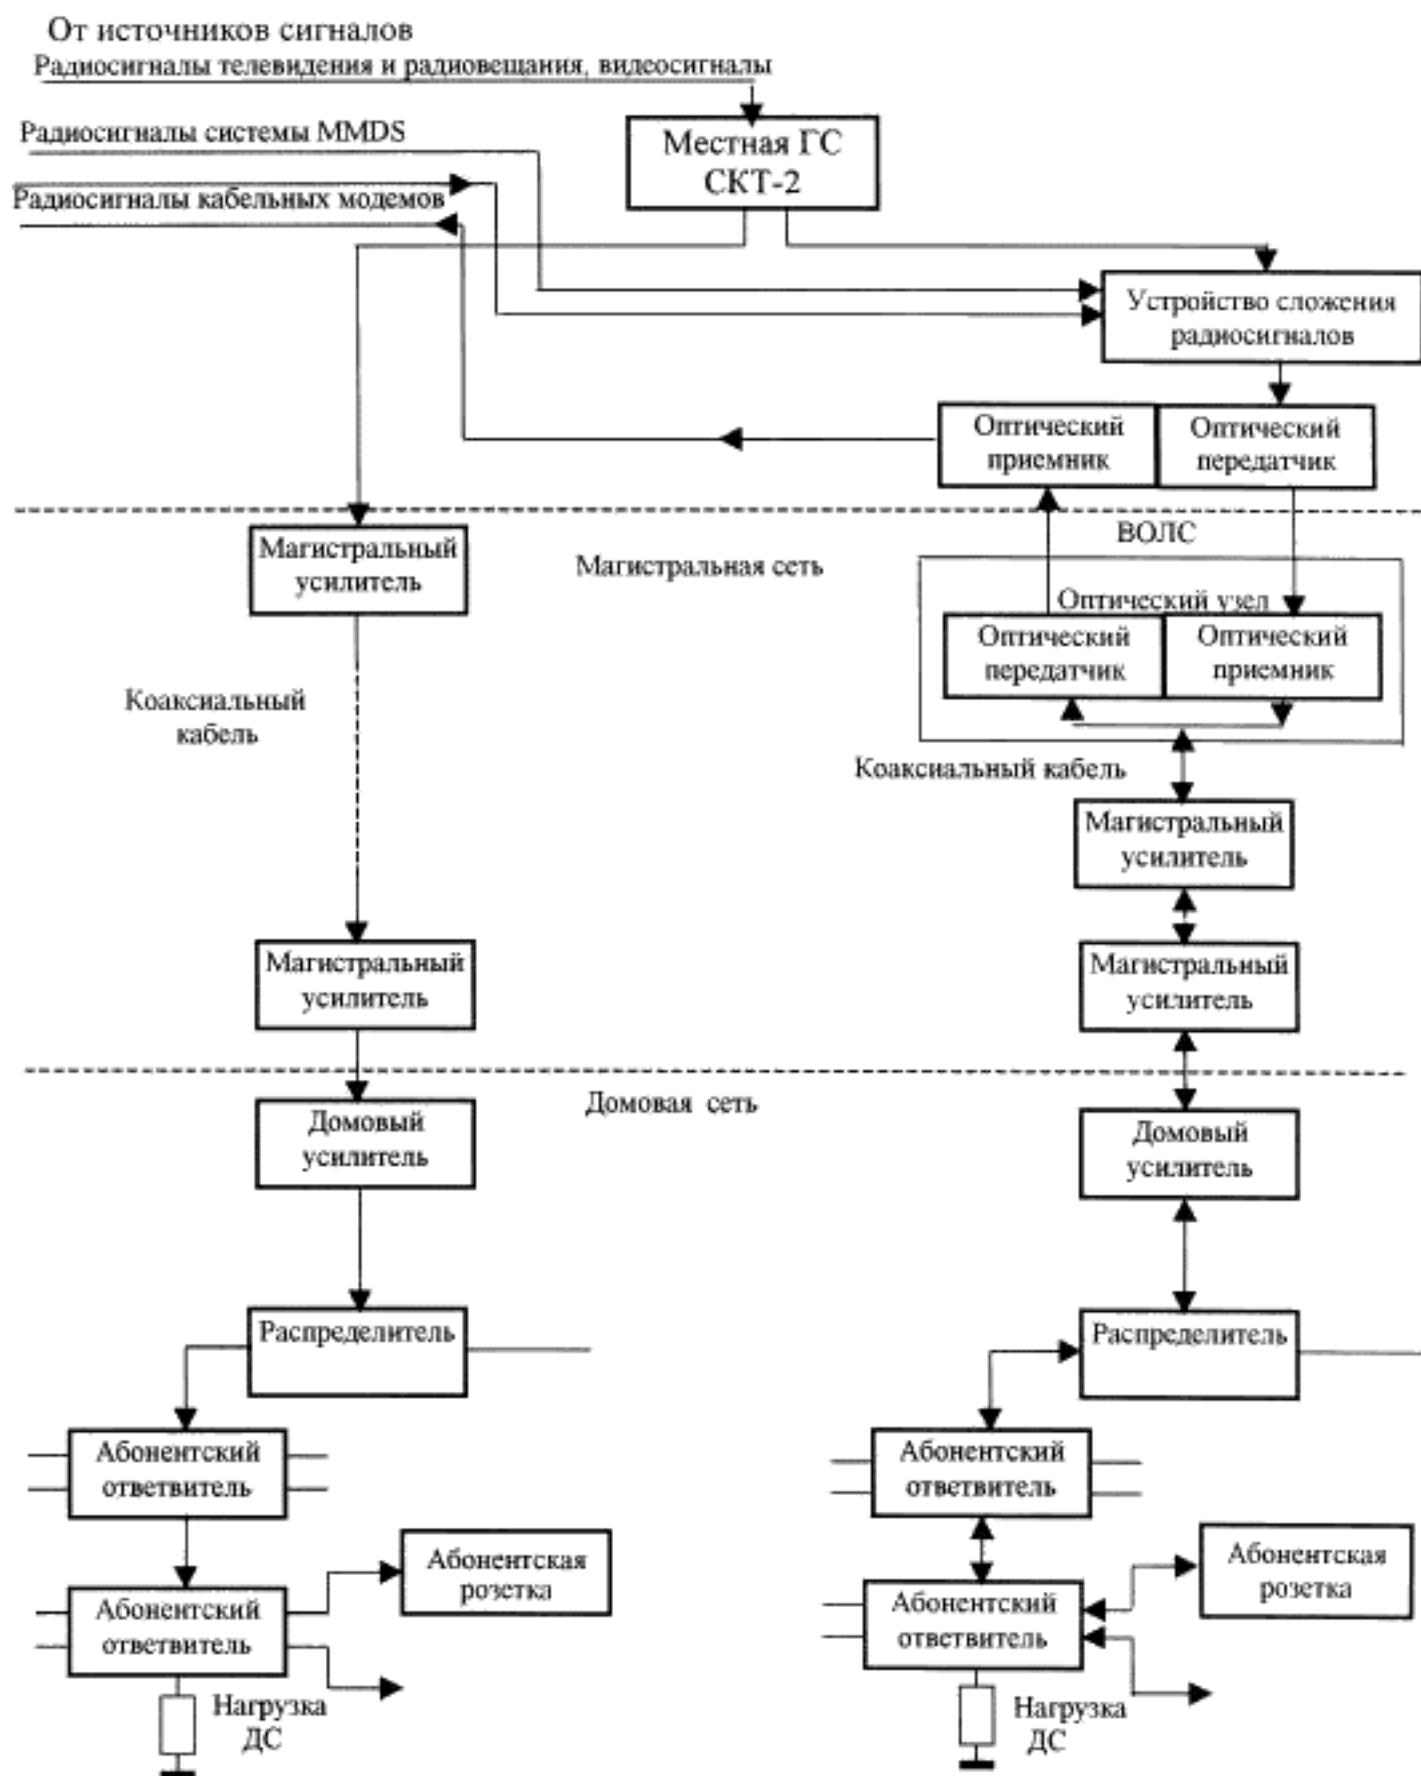 От источников сигналов
Радиосигналы телевидения и радиовещания, видеосигналы
Радиосигналы системы MMDS
Местная ГС
СКТ-2
Радиосигналы кабельных модемов
Устройство сложения
радиосигналов
Оптический
приемник
Оптический
передатчик
ВОЛС
Магистральный
усилитель
Магистральная сеть
Оптический узел
Оптический
передатчик
Оптический
приемник
Коаксиальный
кабель
Коаксиальный кабель
Магистральный
усилитель
Магистральный
усилитель
Магистральный
усилитель
Домовая сеть
Домовый
усилитель
Домовый
усилитель
Распределитель
Распределитель
Абонентский
ответвитель
Абонентский
ответвитель
Абонентская
розетка
Абонентская
розетка
Абонентский
ответвитель
Абонентский
ответвитель
Нагрузка
ДС
Нагрузка
ДС